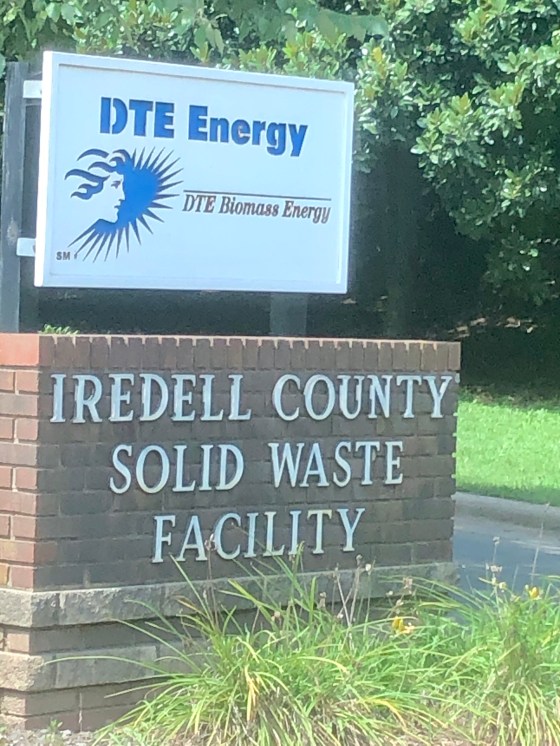 DTE Energy
DTE Biomass Energy
SM
IREDELL COUNTY
SOLID WASTE
FACILITY